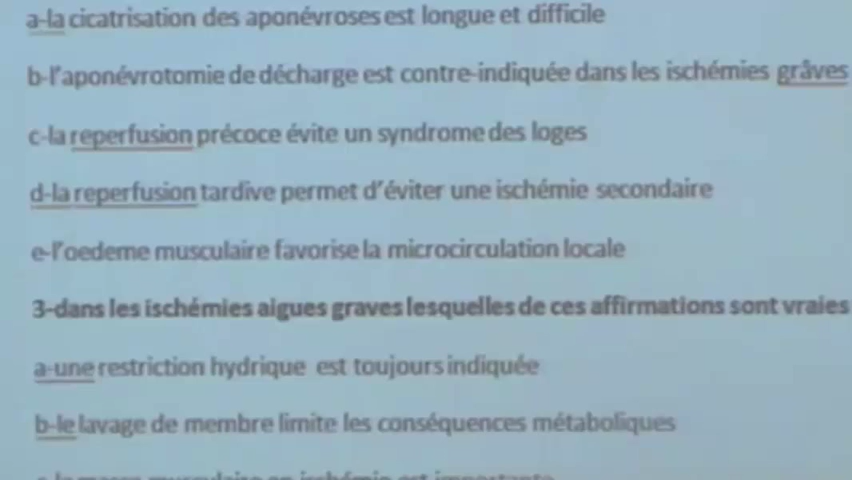 a-la cicatrisation des aponévroses est longue et difficile
b-l'aponévrotomie de décharge est contre-indiquée dans les ischémies grâves
c-la reperfusion précoce évite un syndrome des loges
d-la reperfusion tardive permet d'éviter une ischémie secondaire
e-l'oedeme musculaire favorise la microcirculation locale
3-dans les ischémies aigues graves lesquelles de ces affirmations sont vraies
a-une restriction hydrique est toujours indiquée
b-le lavage de membre limite les conséquences métaboliques